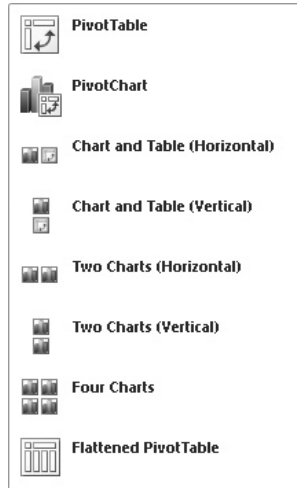 PivotTable
PivotChart
Chart and Table (Horizontal)
Chart and Table (Vertical)
Two Charts (Horizontal)
Two Charts (Vertical)
Four Charts
Flattened PivotTable